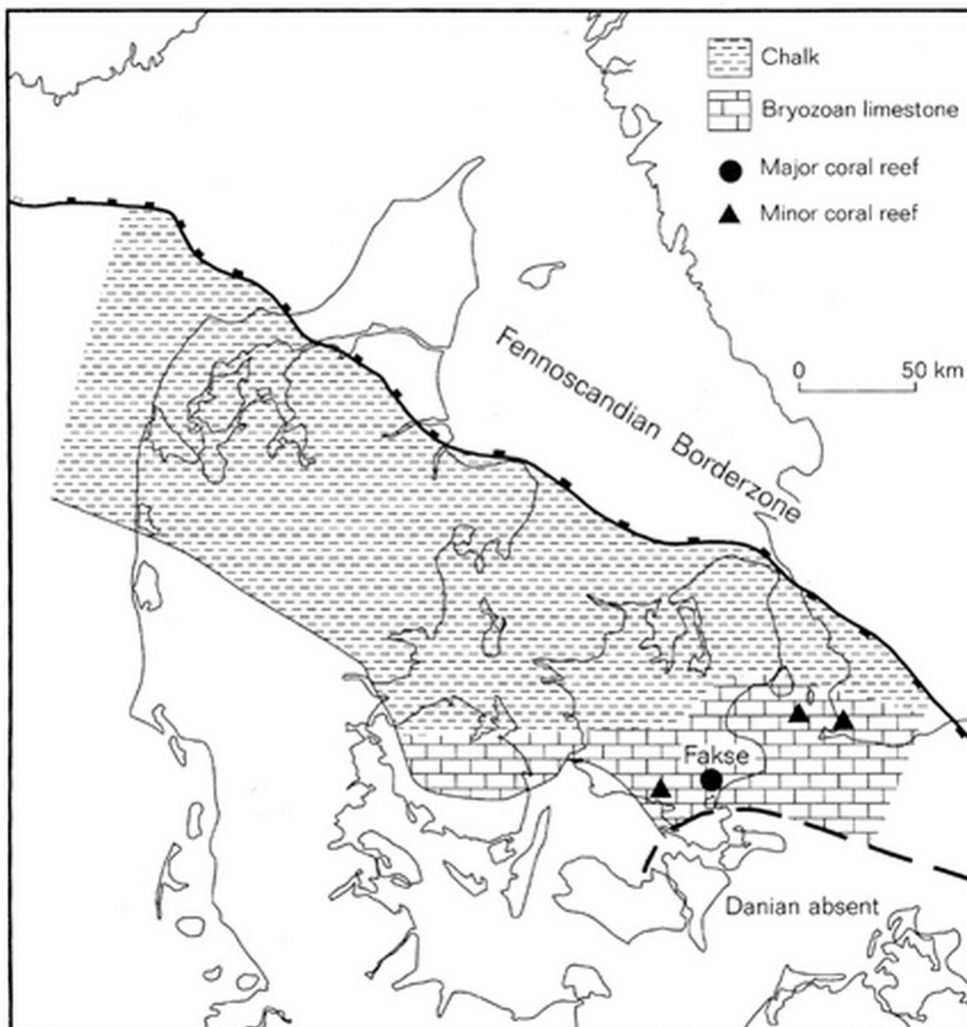 Chalk
Bryozoan limestone
Major coral reef
Minor coral reef
0 50 km
Fennoscandian Borderzone
Fakse
Danian absent